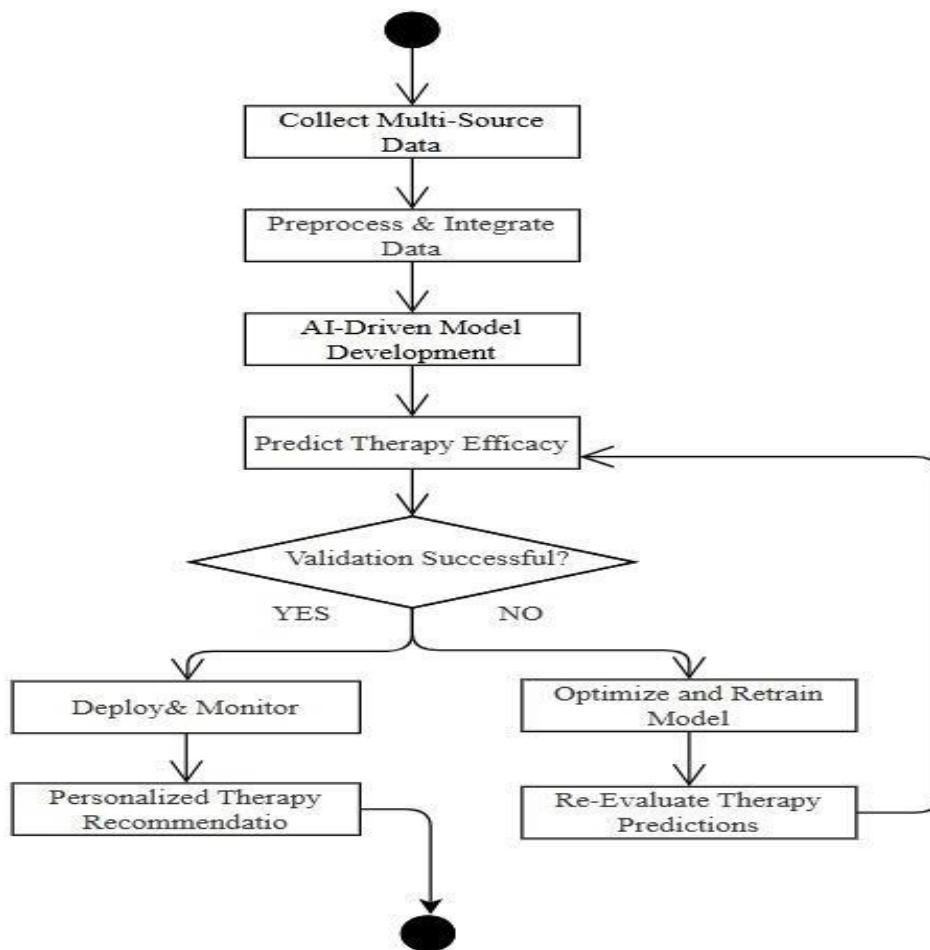 Collect Multi-Source
Data
Preprocess & Integrate
Data
AI-Driven Model
Development
Predict Therapy Efficacy
Validation Successful?
YES
NO
Deploy& Monitor
Optimize and Retrain
Model
Personalized Therapy
Recommendatio
Re-Evaluate Therapy
Predictions